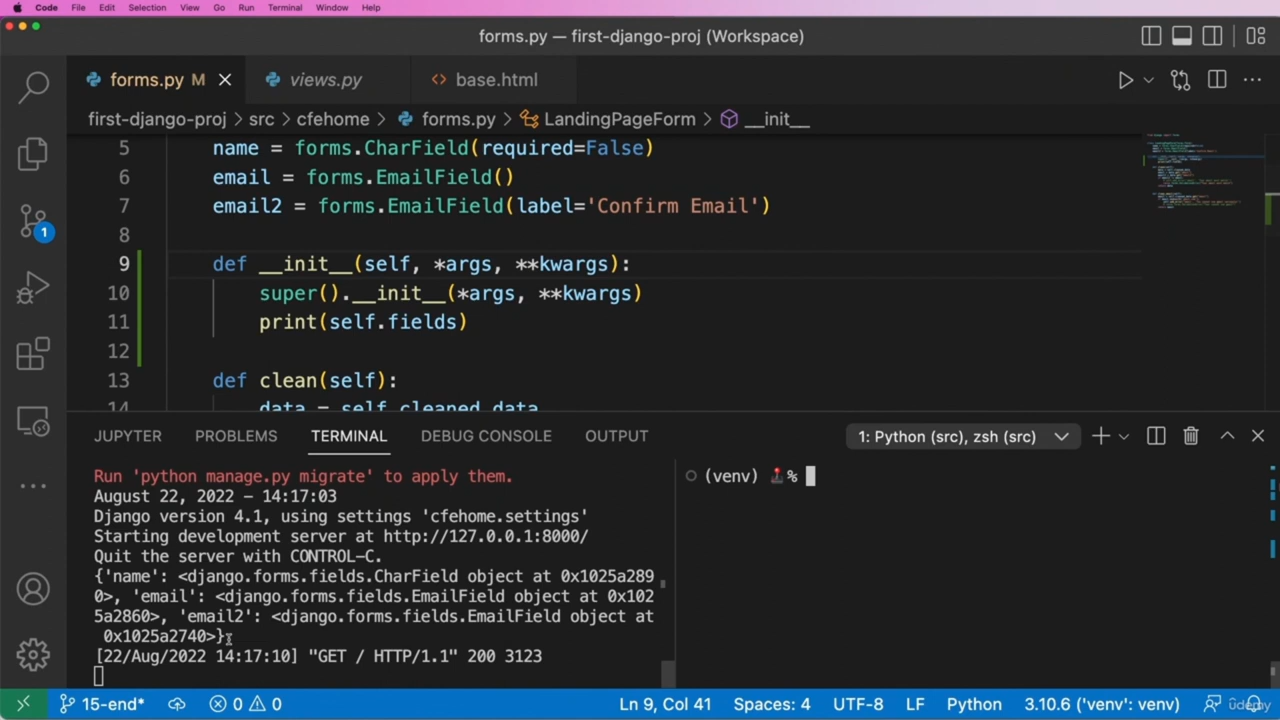 Code File Edit Selection View Go Run Terminal Window Help
forms.py — first-django-proj (Workspace)
forms.py M views.py base.html
first-django-proj > src > cfehome > forms.py > LandingPageForm > __init__
5 name = forms.CharField(required=False)
6 email = forms.EmailField()
7 email2 = forms.EmailField(label='Confirm Email')
8
9 def __init__(self, *args, **kwargs):
10 super().__init__(*args, **kwargs)
11 print(self.fields)
12
13 def clean(self):
14 data = self.cleaned_data
1
JUPYTER PROBLEMS TERMINAL DEBUG CONSOLE OUTPUT 1: Python (src), zsh (src)
Run 'python manage.py migrate' to apply them.
August 22, 2022 - 14:17:03
Django version 4.1, using settings 'cfehome.settings'
Starting development server at http://127.0.0.1:8000/
Quit the server with CONTROL-C.
{'name': <django.forms.fields.CharField object at 0x1025a289
0>, 'email': <django.forms.fields.EmailField object at 0x102
5a2860>, 'email2': <django.forms.fields.EmailField object at
0x1025a2740>}
[22/Aug/2022 14:17:10] "GET / HTTP/1.1" 200 3123
(venv) %
15-end* 0 0 Ln 9, Col 41 Spaces: 4 UTF-8 LF Python 3.10.6 ('venv': venv)
udemy